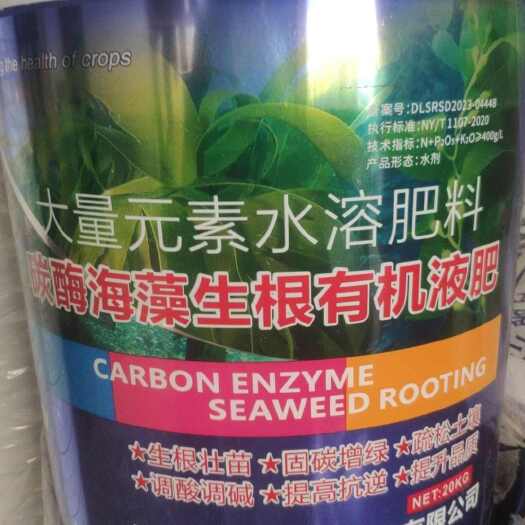 the health of crops
备案号:DLSRSD2023-04448
执行标准:NY/T 1107-2020
技术指标:N+P₂O₅+K₂O≥400g/L
产品形态:水剂
大量元素水溶肥料
碳酶海藻生根有机液肥
CARBON ENZYME
SEAWEED ROOTING
★生根壮苗 ★固碳增绿 ★疏松土壤
★调酸调碱 ★提高抗逆 ★提升品质
NET:20KG
有限公司